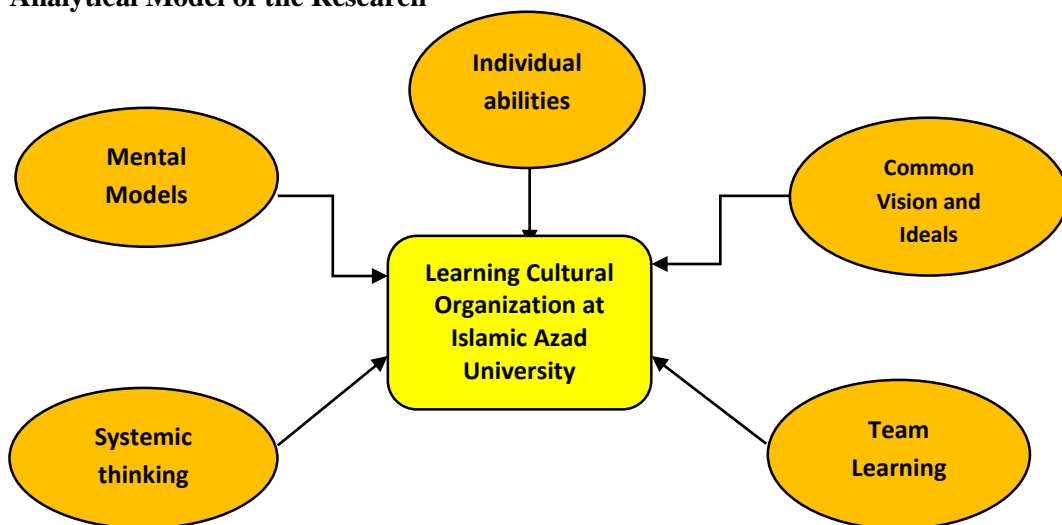 Analytical Model of the Research
Individual
abilities
Mental
Models
Common
Vision and
Ideals
Learning Cultural
Organization at
Islamic Azad
University
Systemic
thinking
Team
Learning